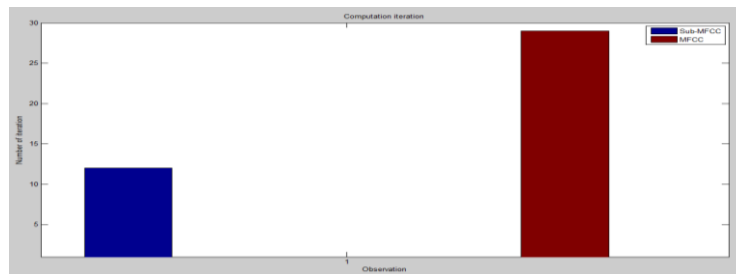 Computation iteration
Sub-MFCC
MFCC
Number of iteration
30
25
20
15
10
5
1
Observation